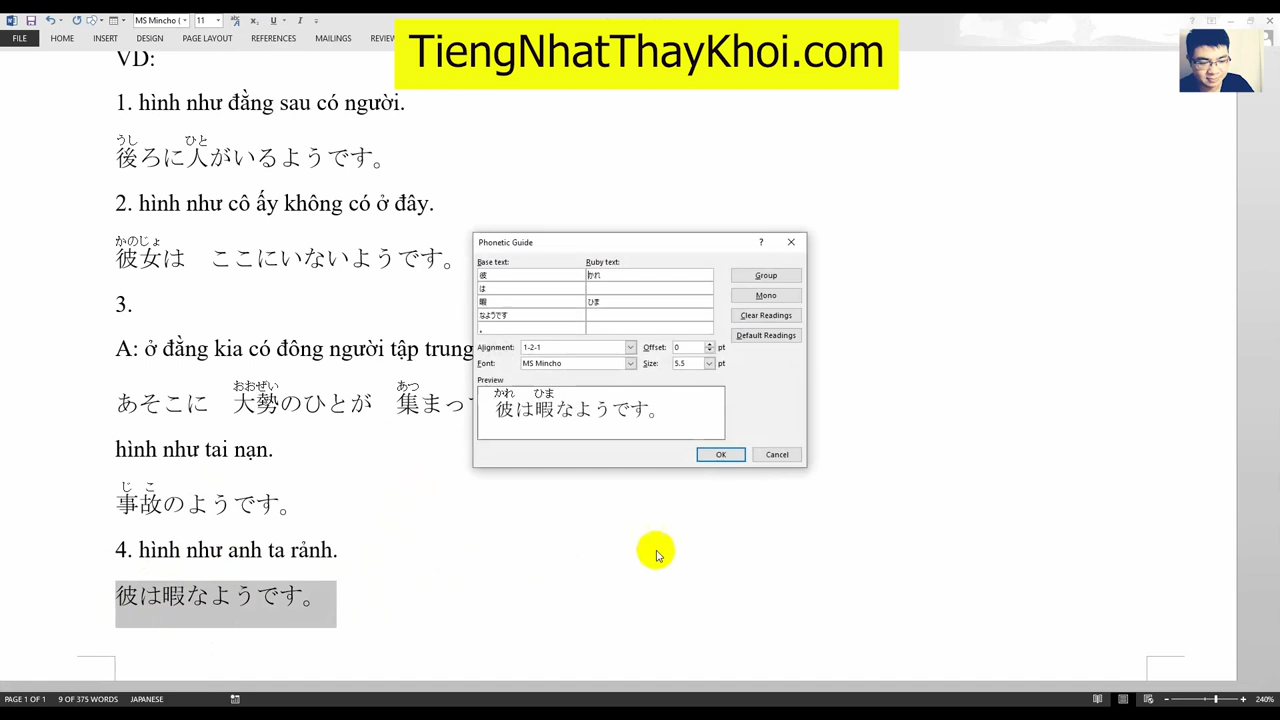 MS Mincho (
11
TiengNhatThayKhoi.com
FILE
HOME
INSERT
DESIGN
PAGE LAYOUT
REFERENCES
MAILINGS
VD:
1. hình như đằng sau có người.
うし ひと
後ろに人がいるようです。
2. hình như cô ấy không có ở đây.
かのじょ
彼女は ここにいないようです。
3.
A: ở đằng kia có đông người tập trung
おおぜい あつ
あそこに 大勢のひとが 集まっ
hình như tai nạn.
じ こ
事故のようです。
4. hình như anh ta rảnh.
彼は暇なようです。
Phonetic Guide
Base text:
Ruby text:
彼
かれ
は
暇
ひま
なようです
。
Group
Mono
Clear Readings
Default Readings
Alignment:
1-2-1
Offset:
0
pt
Font:
MS Mincho
Size:
5.5
pt
Preview
かれ ひま
彼は暇なようです。
OK
Cancel
PAGE 1 OF 1
9 OF 375 WORDS
JAPANESE
240%